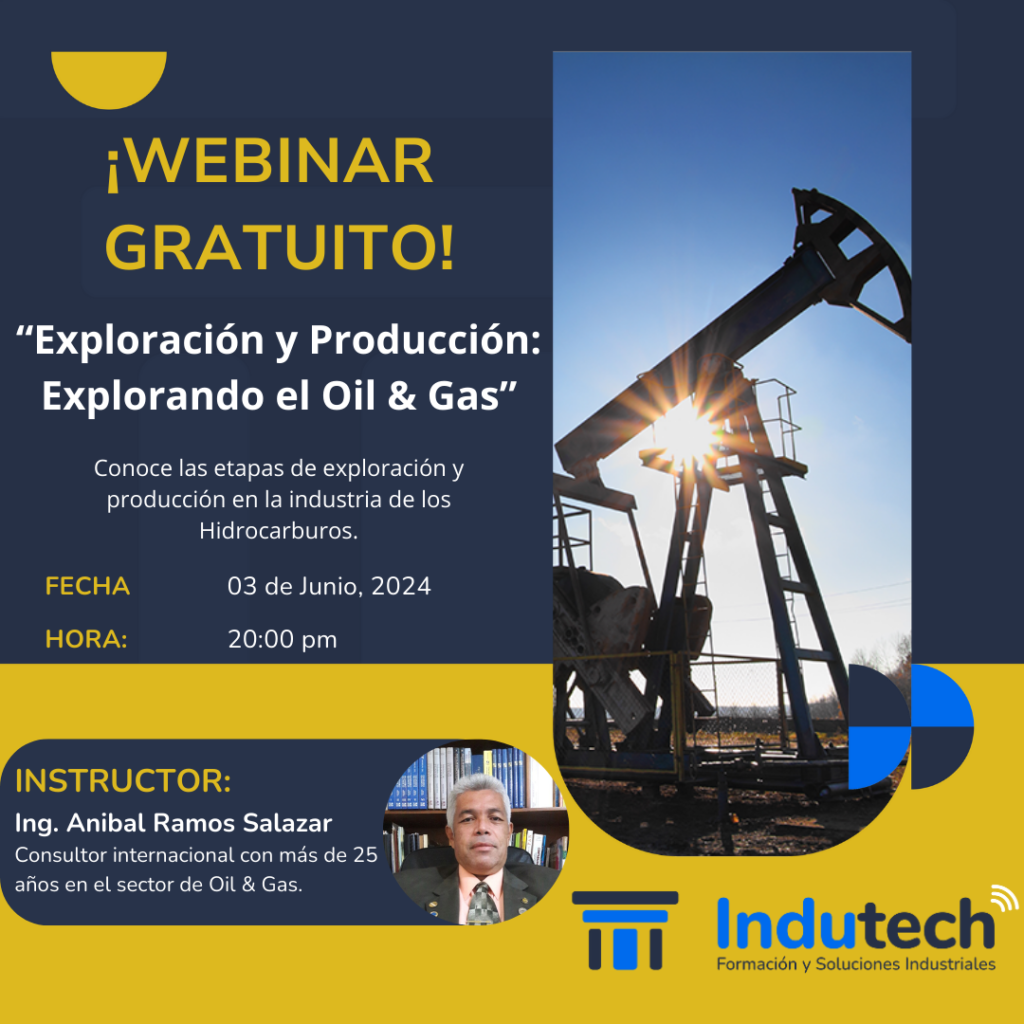 ¡WEBINAR
GRATUITO!
“Exploración y Producción:
Explorando el Oil & Gas”
Conoce las etapas de exploración y
producción en la industria de los
Hidrocarburos.
FECHA 03 de Junio, 2024
HORA: 20:00 pm
INSTRUCTOR:
Ing. Anibal Ramos Salazar
Consultor internacional con más de 25
años en el sector de Oil & Gas.
Indutech
Formación y Soluciones Industriales